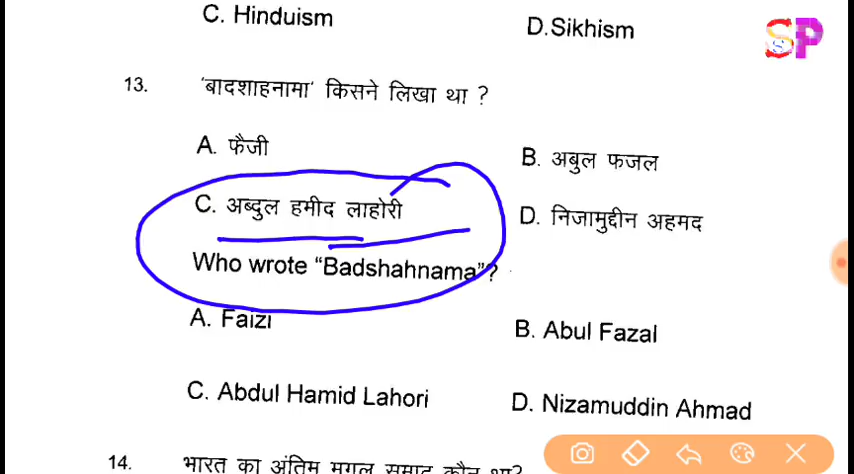 C. Hinduism D.Sikhism
SP
13. 'बादशाहनामा' किसने लिखा था ?
A. फैजी B. अबुल फजल
C. अब्दुल हमीद लाहोरी D. निजामुद्दीन अहमद
Who wrote “Badshahnama”?
A. Faizi B. Abul Fazal
C. Abdul Hamid Lahori D. Nizamuddin Ahmad
14. भारत का अंतिम मुगल सम्राट कौन था?